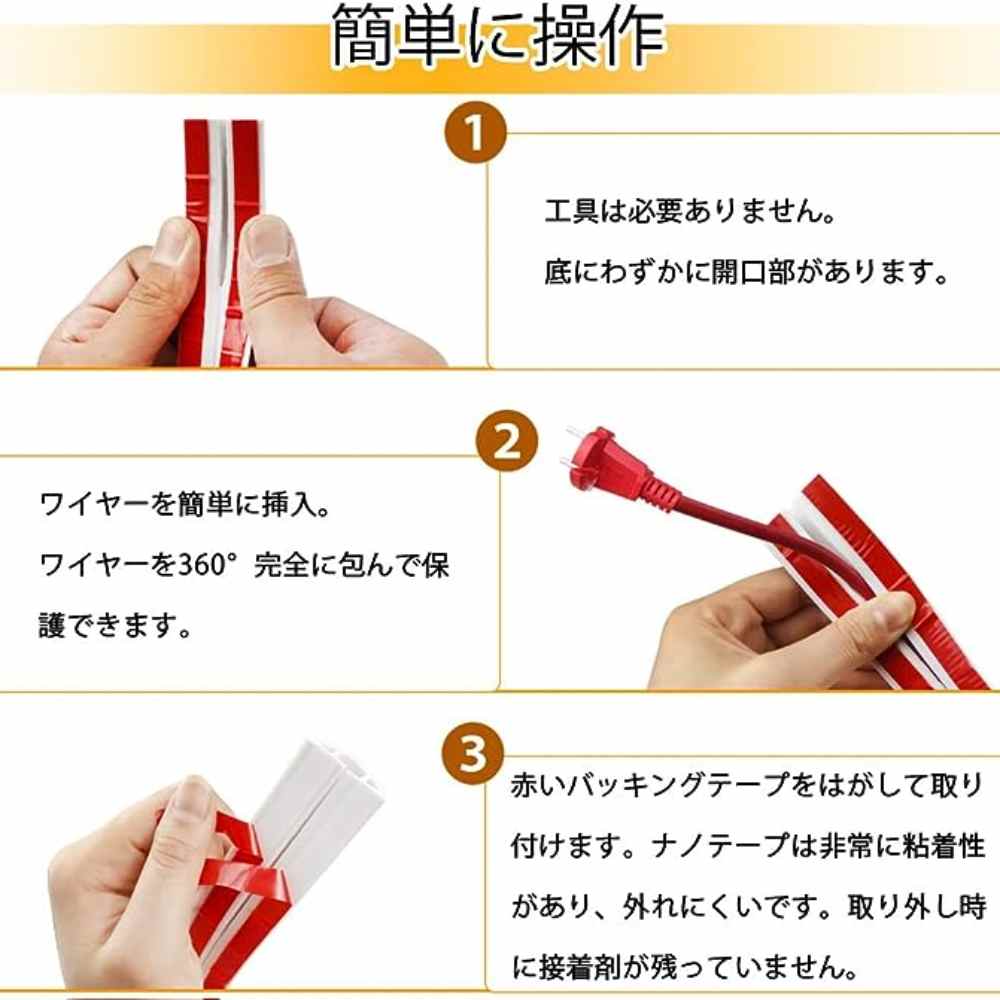 簡単に操作
1
工具は必要ありません。
底にわずかに開口部があります。
2
ワイヤーを簡単に挿入。
ワイヤーを360°完全に包んで保
護できます。
3
赤いバッキングテープをはがして取り
付けます。ナノテープは非常に粘着性
があり、外れにくいです。取り外し時
に接着剤が残っていません。